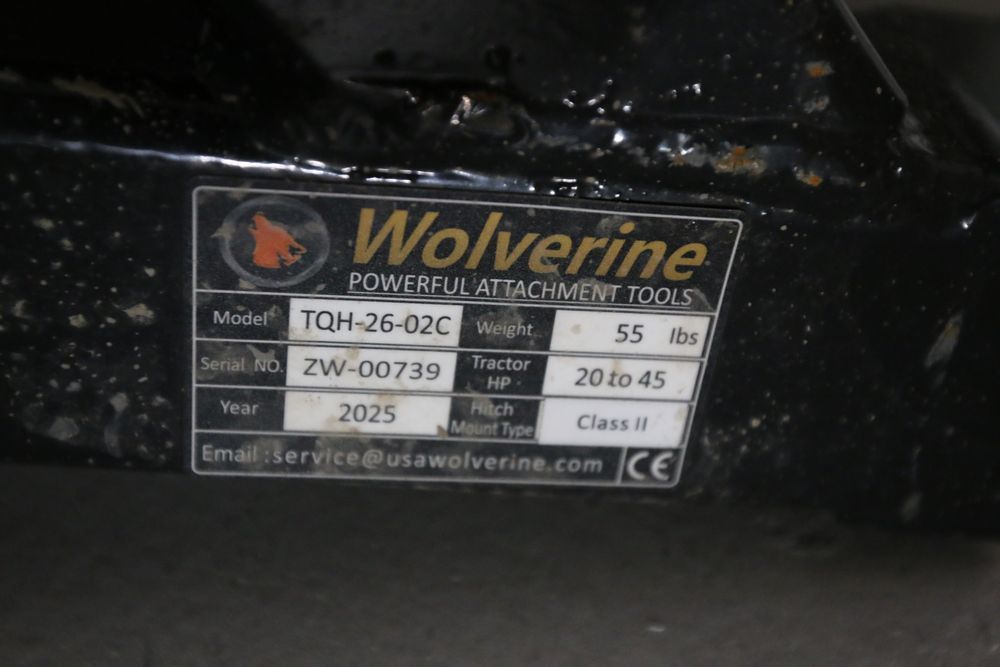 Wolverine
POWERFUL ATTACHMENT TOOLS
Model TQH-26-02C Weight 55 lbs
Serial NO. ZW-00739 Tractor HP 20 to 45
Year 2025 Hitch Mount Type Class II
Email :service@usawolverine.com CE